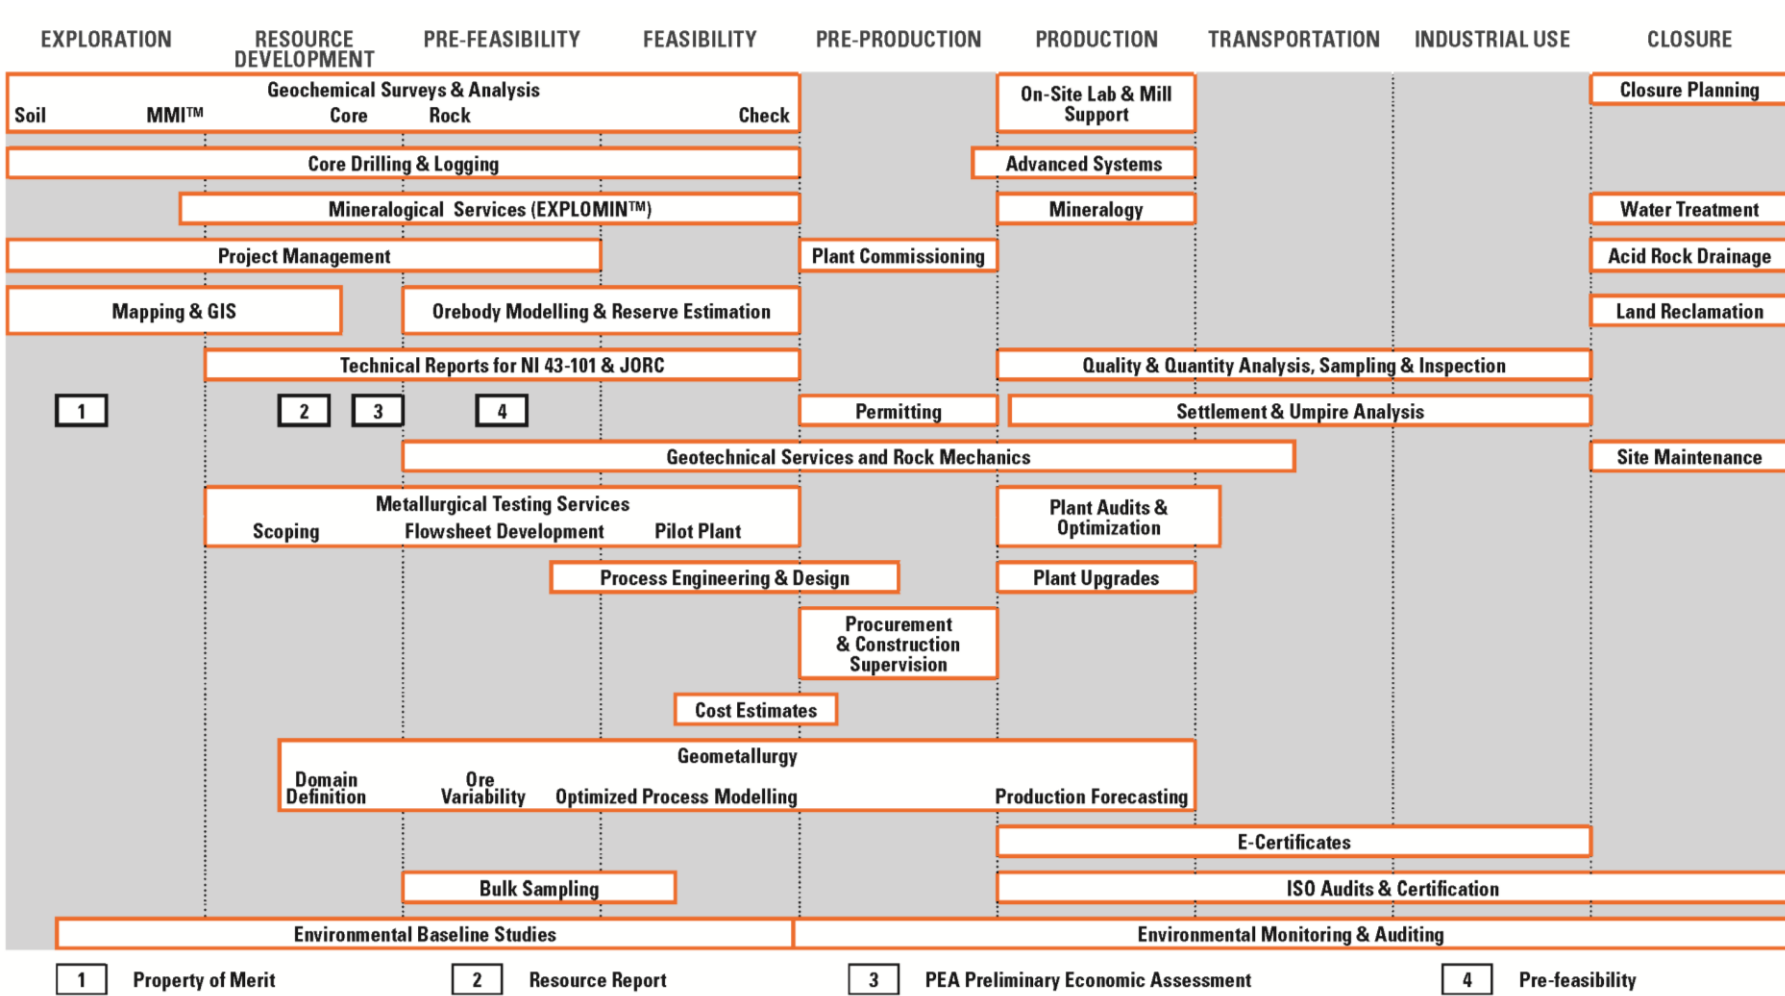 EXPLORATION
RESOURCE
DEVELOPMENT
PRE-FEASIBILITY
FEASIBILITY
PRE-PRODUCTION
PRODUCTION
TRANSPORTATION
INDUSTRIAL USE
CLOSURE
Geochemical Surveys & Analysis
Soil
MMI™
Core
Rock
Check
On-Site Lab & Mill
Support
Closure Planning
Core Drilling & Logging
Advanced Systems
Mineralogical Services (EXPLOMIN™)
Mineralogy
Water Treatment
Project Management
Plant Commissioning
Acid Rock Drainage
Mapping & GIS
Orebody Modelling & Reserve Estimation
Land Reclamation
Technical Reports for NI 43-101 & JORC
Quality & Quantity Analysis, Sampling & Inspection
1
2
3
4
Permitting
Settlement & Umpire Analysis
Geotechnical Services and Rock Mechanics
Site Maintenance
Metallurgical Testing Services
Scoping
Flowsheet Development
Pilot Plant
Plant Audits &
Optimization
Process Engineering & Design
Plant Upgrades
Procurement
& Construction
Supervision
Cost Estimates
Geometallurgy
Domain
Definition
Ore
Variability
Optimized Process Modelling
Production Forecasting
E-Certificates
Bulk Sampling
ISO Audits & Certification
Environmental Baseline Studies
Environmental Monitoring & Auditing
1 Property of Merit
2 Resource Report
3 PEA Preliminary Economic Assessment
4 Pre-feasibility